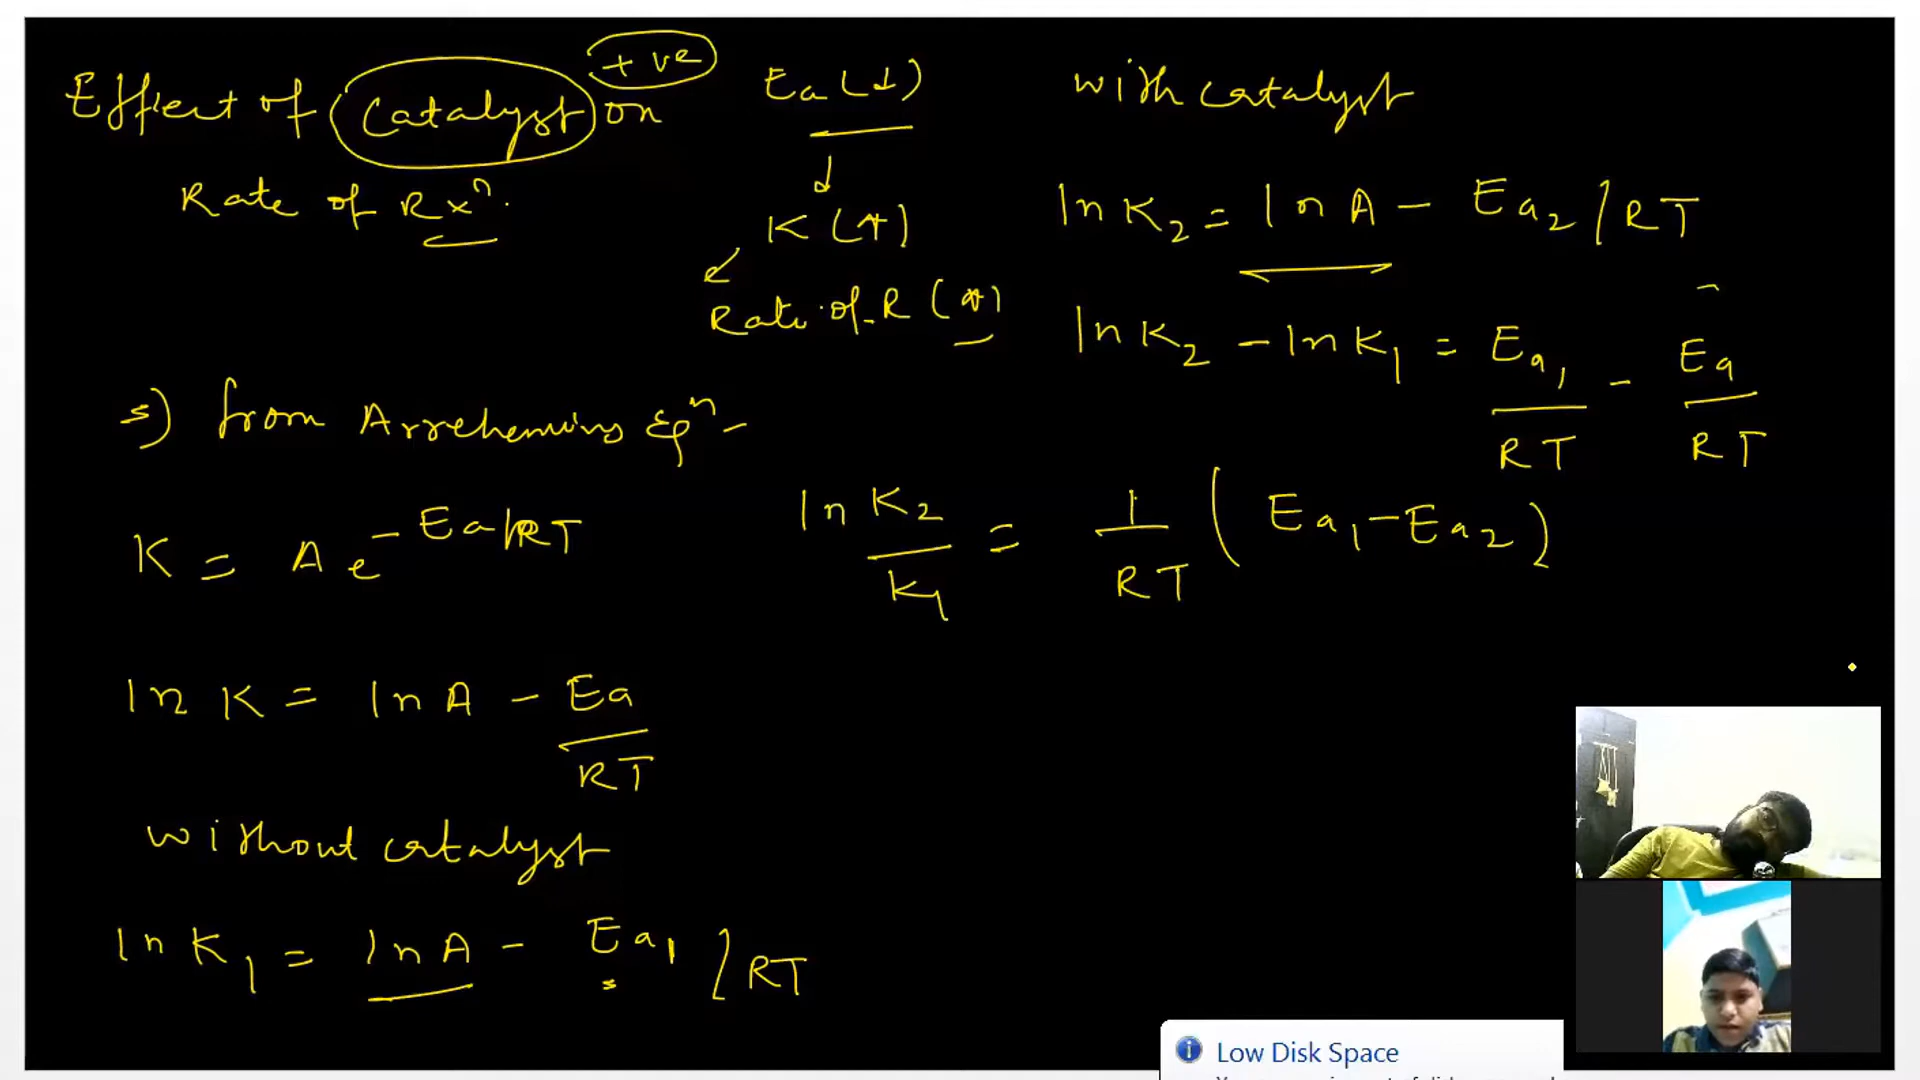 Effect of Catalyst on
+ve
Rate of Rxⁿ.
Ea (↓)
↓
K (↑)
↙
Rate of R (↑)
⇒) from Arrehenius Eqⁿ –
K = A e^-Ea/RT
ln K = ln A - Ea/RT
without catalyst
ln K₁ = ln A - Ea₁ / RT
with catalyst
ln K₂ = ln A - Ea₂ / RT
ln K₂ - ln K₁ = Ea₁/RT - Ea/RT
ln K₂/K₁ = 1/RT (Ea₁ - Ea₂)
Low Disk Space